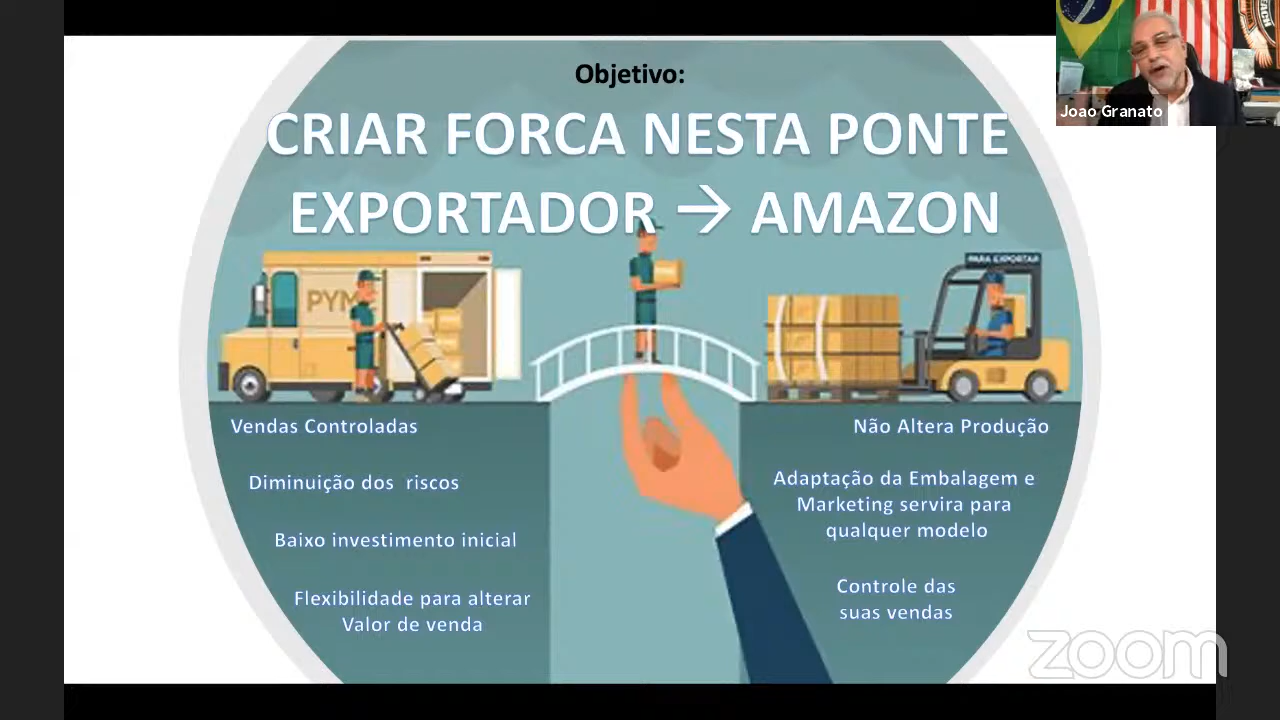 Objetivo:
CRIAR FORCA NESTA PONTE
EXPORTADOR → AMAZON
Joao Granato
PYM
PARA EXPORTAR
Vendas Controladas
Diminuição dos riscos
Baixo investimento inicial
Flexibilidade para alterar
Valor de venda
Não Altera Produção
Adaptação da Embalagem e
Marketing servira para
qualquer modelo
Controle das
suas vendas
zoom